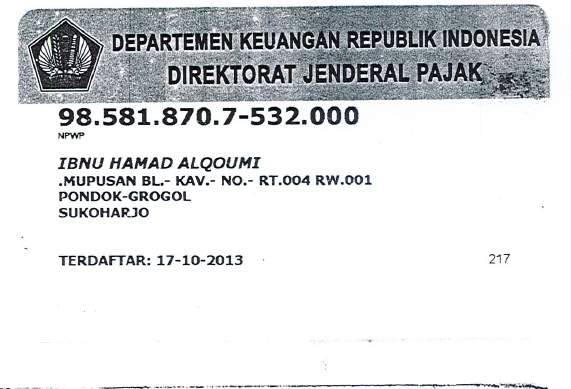 DEPARTEMEN KEUANGAN REPUBLIK INDONESIA
DIREKTORAT JENDERAL PAJAK
98.581.870.7-532.000
NPWP
IBNU HAMAD ALQOUMI
.MUPUSAN BL.- KAV.- NO.- RT.004 RW.001
PONDOK-GROGOL
SUKOHARJO
TERDAFTAR: 17-10-2013 217